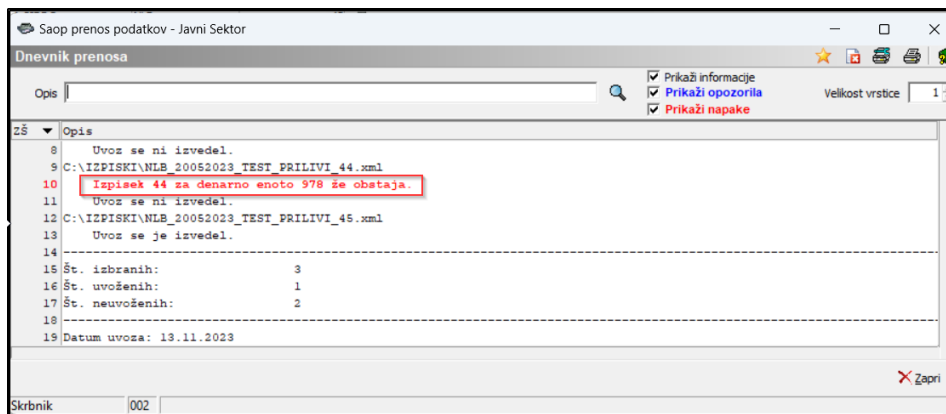 Saop prenos podatkov - Javni Sektor
Dnevnik prenosa
Opis
Prikaži informacije
Prikaži opozorila
Prikaži napake
Velikost vrstice 1
ZŠ Opis
8 Uvoz se ni izvedel.
9 C:\IZPISKI\NLB_20052023_TEST_PRILIVI_44.xml
10 Izpisek 44 za denarno enoto 978 že obstaja.
11 Uvoz se ni izvedel.
12 C:\IZPISKI\NLB_20052023_TEST_PRILIVI_45.xml
13 Uvoz se je izvedel.
14 --------------------------------------------------
15 Št. izbranih: 3
16 Št. uvoženih: 1
17 Št. neuvoženih: 2
18 --------------------------------------------------
19 Datum uvoza: 13.11.2023
Zapri
Skrbnik 002